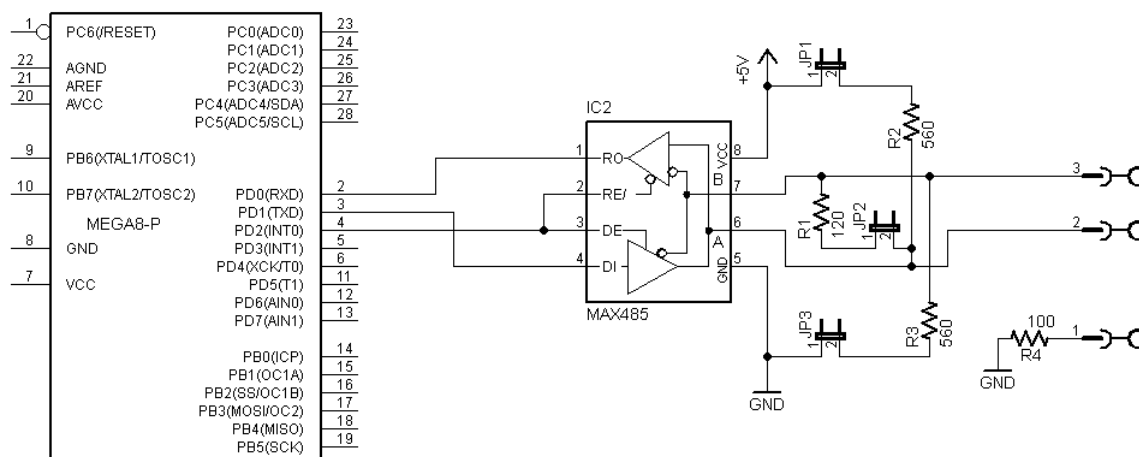 1 PC6(/RESET) PC0(ADC0) 23
PC1(ADC1) 24
22 AGND PC2(ADC2) 25
21 AREF PC3(ADC3) 26
20 AVCC PC4(ADC4/SDA) 27
PC5(ADC5/SCL) 28
9 PB6(XTAL1/TOSC1)
10 PB7(XTAL2/TOSC2) PD0(RXD) 2
PD1(TXD) 3
MEGA8-P PD2(INT0) 4
8 GND PD3(INT1) 5
PD4(XCK/T0) 6
7 VCC PD5(T1) 11
PD6(AIN0) 12
PD7(AIN1) 13
PB0(ICP) 14
PB1(OC1A) 15
PB2(SS/OC1B) 16
PB3(MOSI/OC2) 17
PB4(MISO) 18
PB5(SCK) 19
IC2
1 RO VCC 8
2 RE/ B 7
3 DE A 6
4 DI GND 5
MAX485
+5V
JP1
1 2
R2
560
R1
120
JP2
1 2
JP3
1 2
R3
560
GND
100
R4
GND
3
2
1